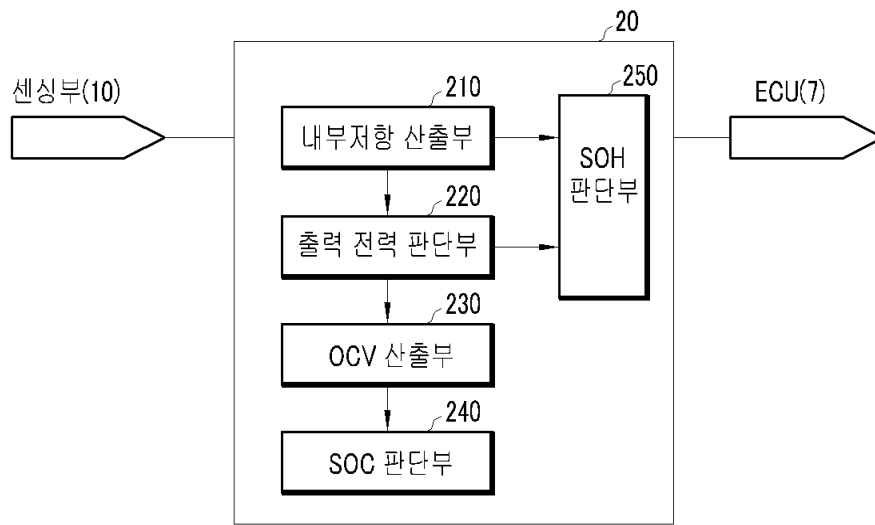 20
센싱부(10)
210
250
ECU(7)
내부저항 산출부
SOH
판단부
220
출력 전력 판단부
230
OCV 산출부
240
SOC 판단부